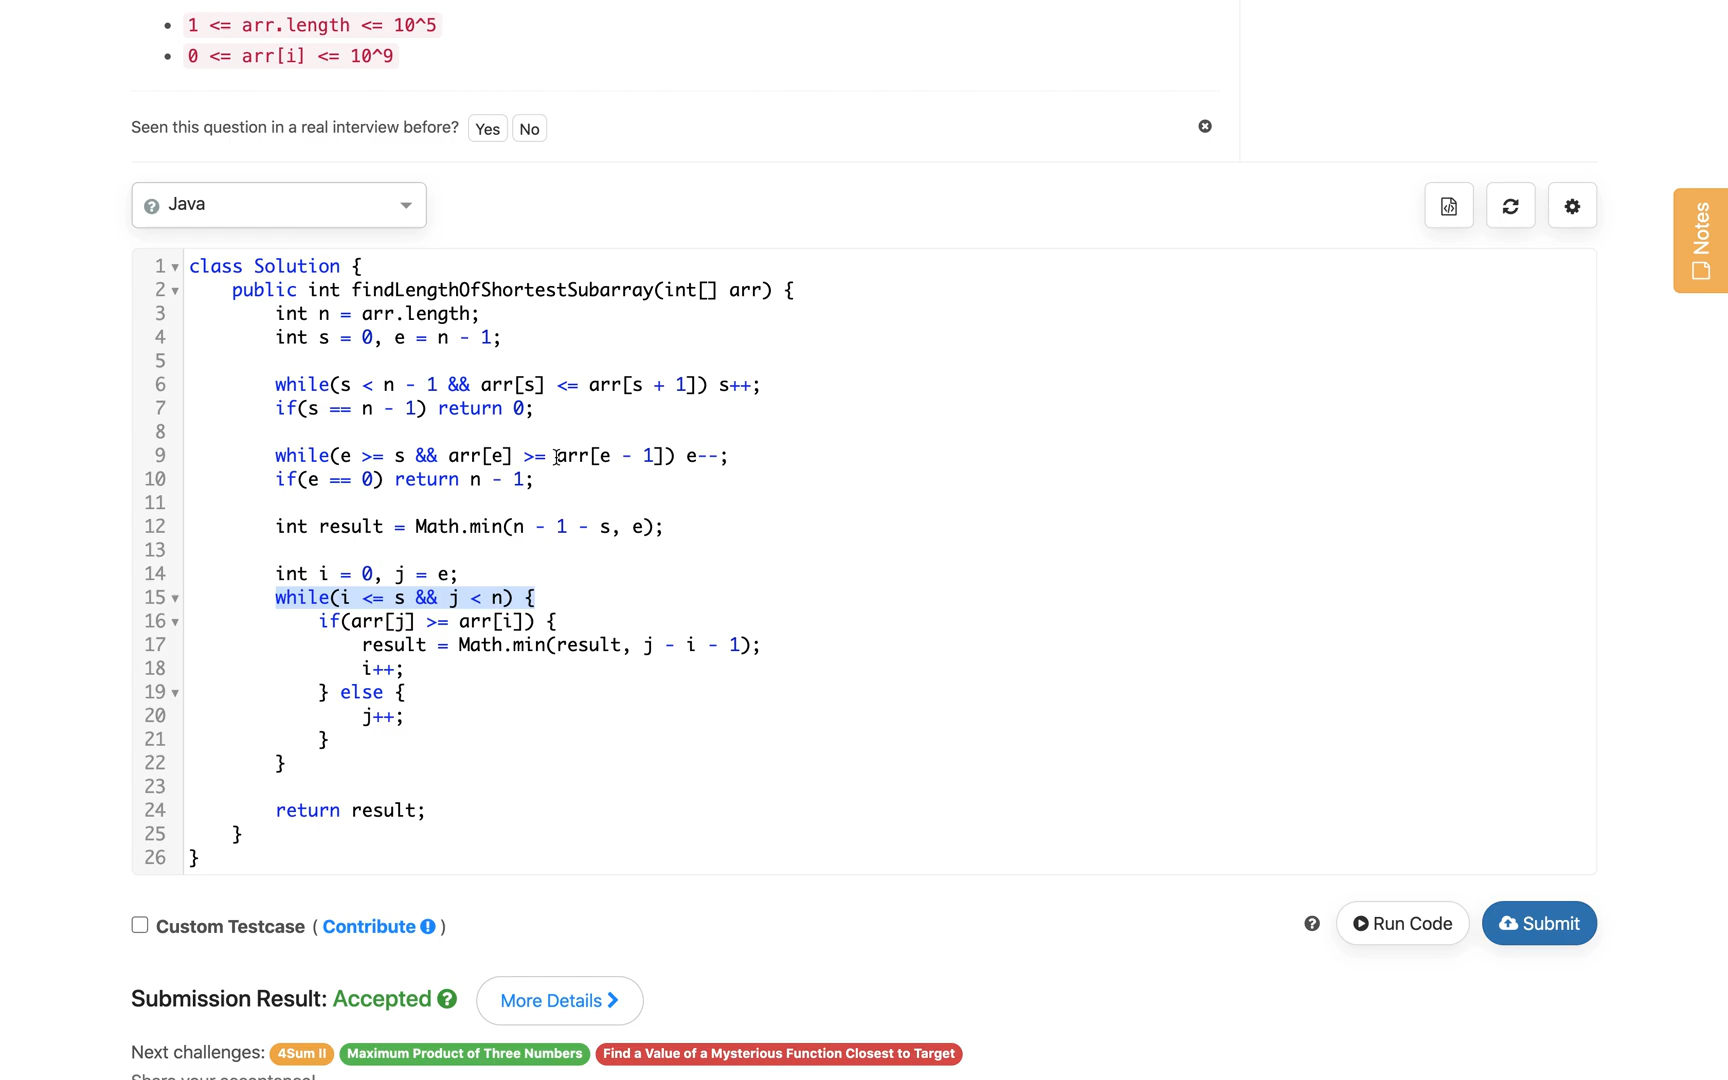 1 <= arr.length <= 10^5
0 <= arr[i] <= 10^9
Seen this question in a real interview before? Yes No
Java
Notes
1 class Solution {
2     public int findLengthOfShortestSubarray(int[] arr) {
3         int n = arr.length;
4         int s = 0, e = n - 1;
5
6         while(s < n - 1 && arr[s] <= arr[s + 1]) s++;
7         if(s == n - 1) return 0;
8
9         while(e >= s && arr[e] >= arr[e - 1]) e--;
10         if(e == 0) return n - 1;
11
12         int result = Math.min(n - 1 - s, e);
13
14         int i = 0, j = e;
15         while(i <= s && j < n) {
16             if(arr[j] >= arr[i]) {
17                 result = Math.min(result, j - i - 1);
18                 i++;
19             } else {
20                 j++;
21             }
22         }
23
24         return result;
25     }
26 }
Custom Testcase ( Contribute )
Run Code
Submit
Submission Result: Accepted
More Details
Next challenges: 4Sum II Maximum Product of Three Numbers Find a Value of a Mysterious Function Closest to Target
Share your acceptance!